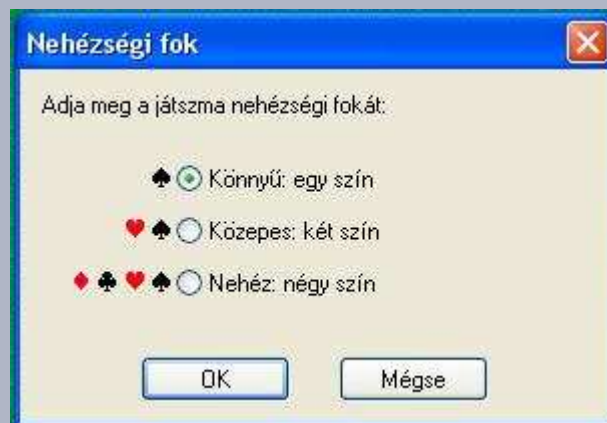 Nehézségi fok
Adja meg a játszma nehézségi fokát:
Könnyű: egy szín
Közepes: két szín
Nehéz: négy szín
OK Mégse